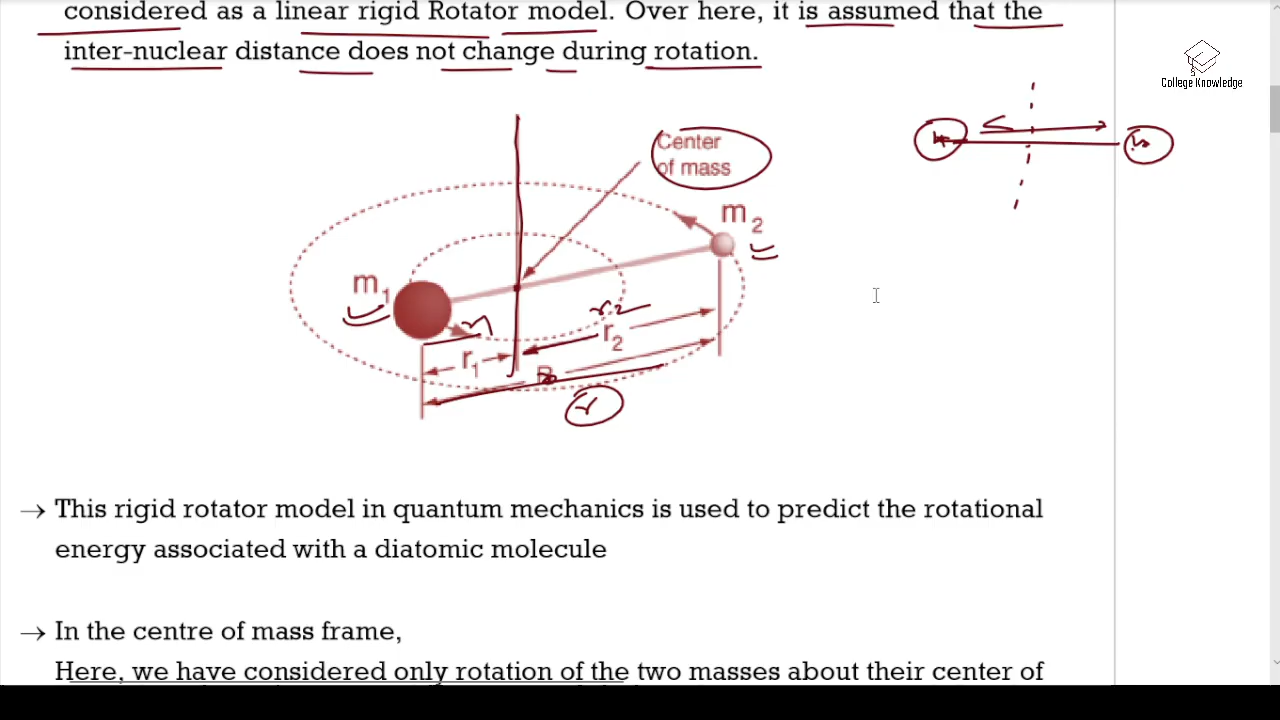 considered as a linear rigid Rotator model. Over here, it is assumed that the
inter-nuclear distance does not change during rotation.
College Knowledge
Center
of mass
m2
m1
r1
r2
r2
r
→ This rigid rotator model in quantum mechanics is used to predict the rotational
energy associated with a diatomic molecule
→ In the centre of mass frame,
Here, we have considered only rotation of the two masses about their center of